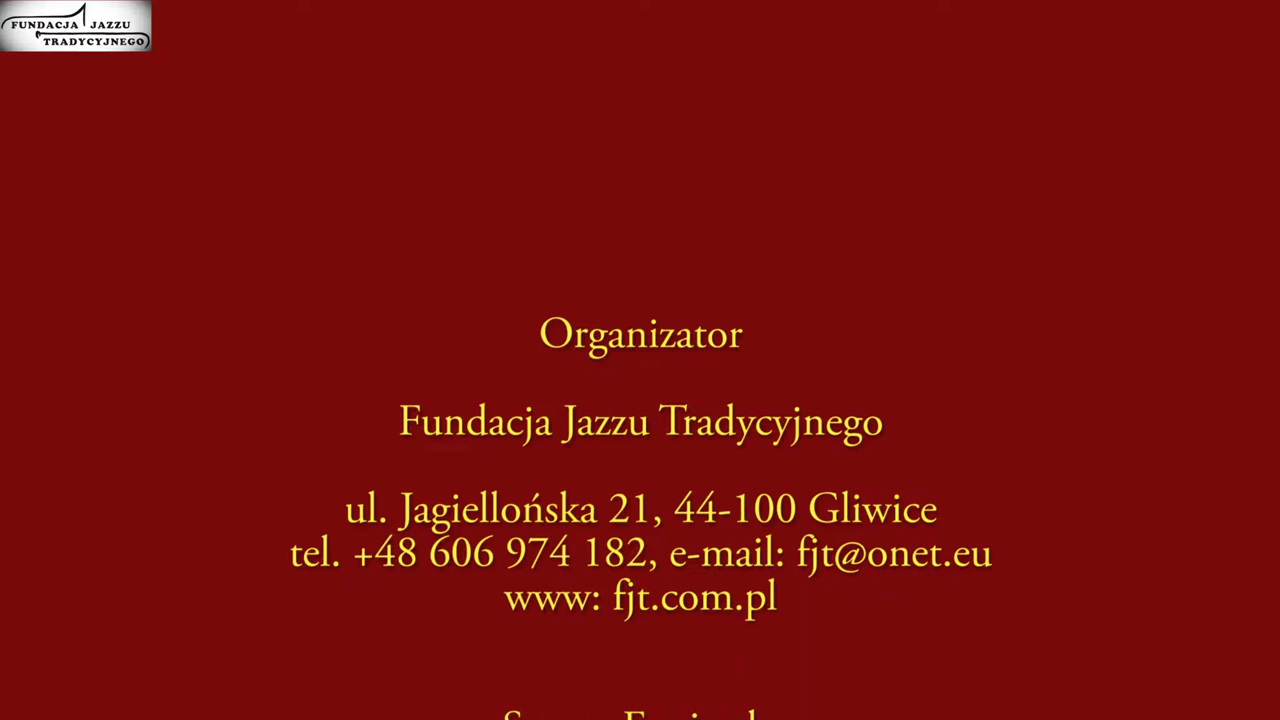 FUNDACJA JAZZU
TRADYCYJNEGO
Organizator
Fundacja Jazzu Tradycyjnego
ul. Jagiellońska 21, 44-100 Gliwice
tel. +48 606 974 182, e-mail: fjt@onet.eu
www: fjt.com.pl